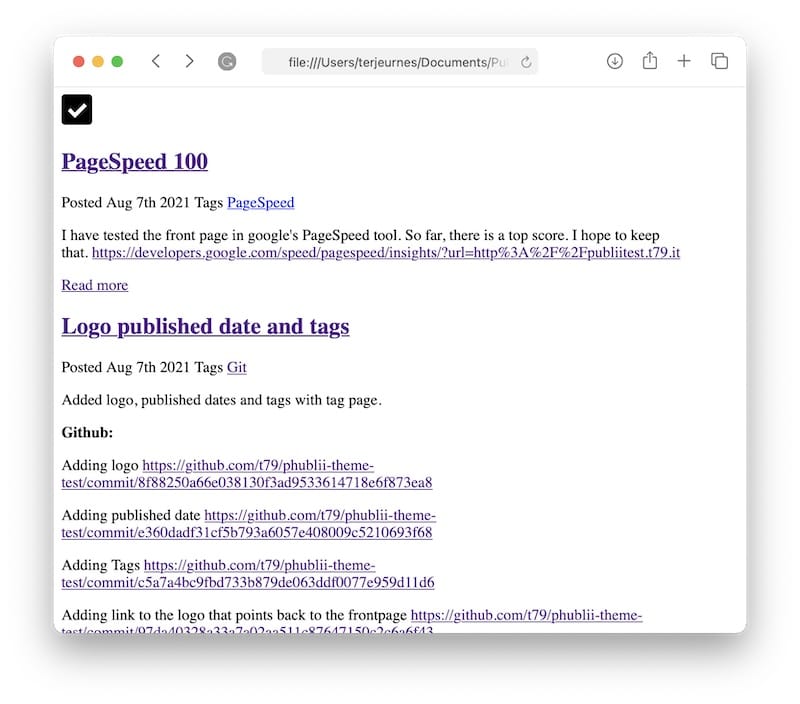 file:///Users/terjeurnes/Documents/Pu
PageSpeed 100
Posted Aug 7th 2021 Tags PageSpeed
I have tested the front page in google's PageSpeed tool. So far, there is a top score. I hope to keep
that. https://developers.google.com/speed/pagespeed/insights/?url=http%3A%2F%2Fpubliitest.t79.it
Read more
Logo published date and tags
Posted Aug 7th 2021 Tags Git
Added logo, published dates and tags with tag page.
Github:
Adding logo https://github.com/t79/phublii-theme-
test/commit/8f88250a66e038130f3ad9533614718e6f873ea8
Adding published date https://github.com/t79/phublii-theme-
test/commit/e360dadf31cf5b793a6057e408009c5210693f68
Adding Tags https://github.com/t79/phublii-theme-
test/commit/c5a7a4bc9fbd733b879de063ddf0077e959d11d6
Adding link to the logo that points back to the frontpage https://github.com/t79/phublii-theme-